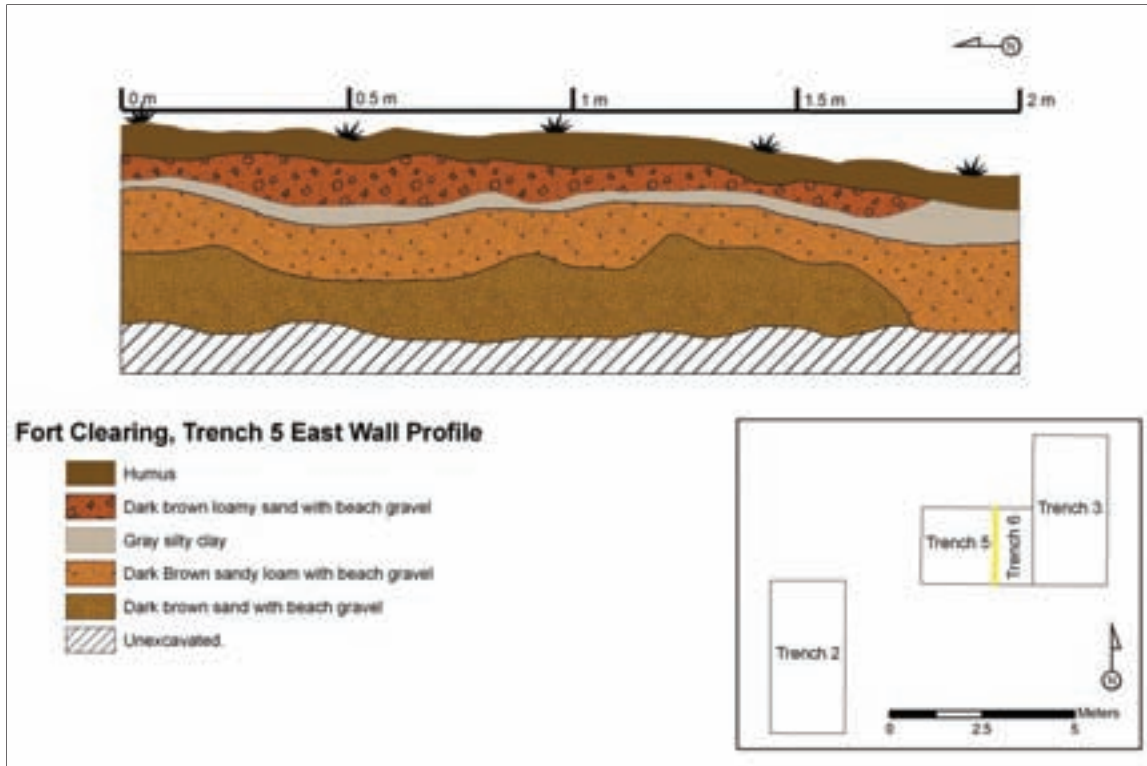 N
0 m 0.5 m 1 m 1.5 m 2 m
Fort Clearing, Trench 5 East Wall Profile
Humus
Dark brown loamy sand with beach gravel
Gray silty clay
Dark Brown sandy loam with beach gravel
Dark brown sand with beach gravel
Unexcavated.
Trench 3
Trench 5
Trench 6
Trench 2
N
Meters
0 2.5 5